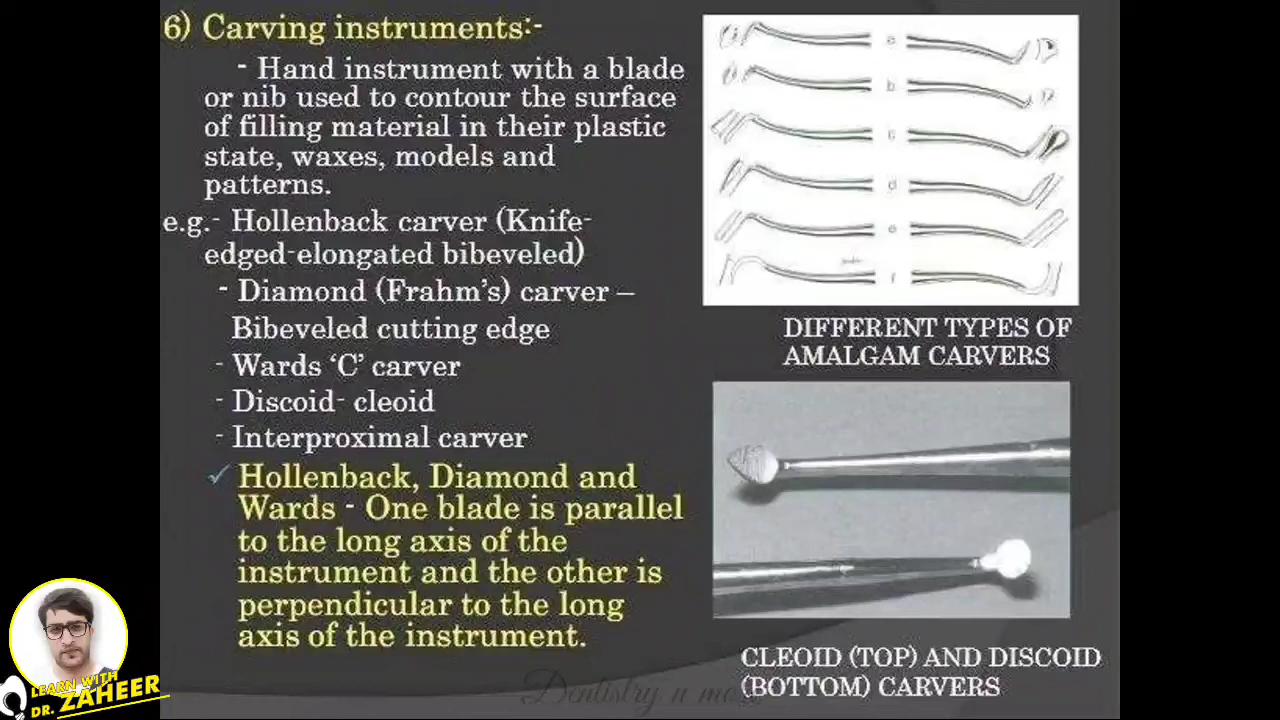 6) Carving instruments:-
- Hand instrument with a blade
or nib used to contour the surface
of filling material in their plastic
state, waxes, models and
patterns.
e.g.- Hollenback carver (Knife-
edged-elongated bibeveled)
- Diamond (Frahm's) carver –
Bibeveled cutting edge
- Wards ‘C’ carver
- Discoid- cleoid
- Interproximal carver
✓ Hollenback, Diamond and
Wards - One blade is parallel
to the long axis of the
instrument and the other is
perpendicular to the long
axis of the instrument.
a
b
c
d
e
f
DIFFERENT TYPES OF
AMALGAM CARVERS
CLEOID (TOP) AND DISCOID
(BOTTOM) CARVERS
LEARN WITH
DR. ZAHEER
Dentistry n more